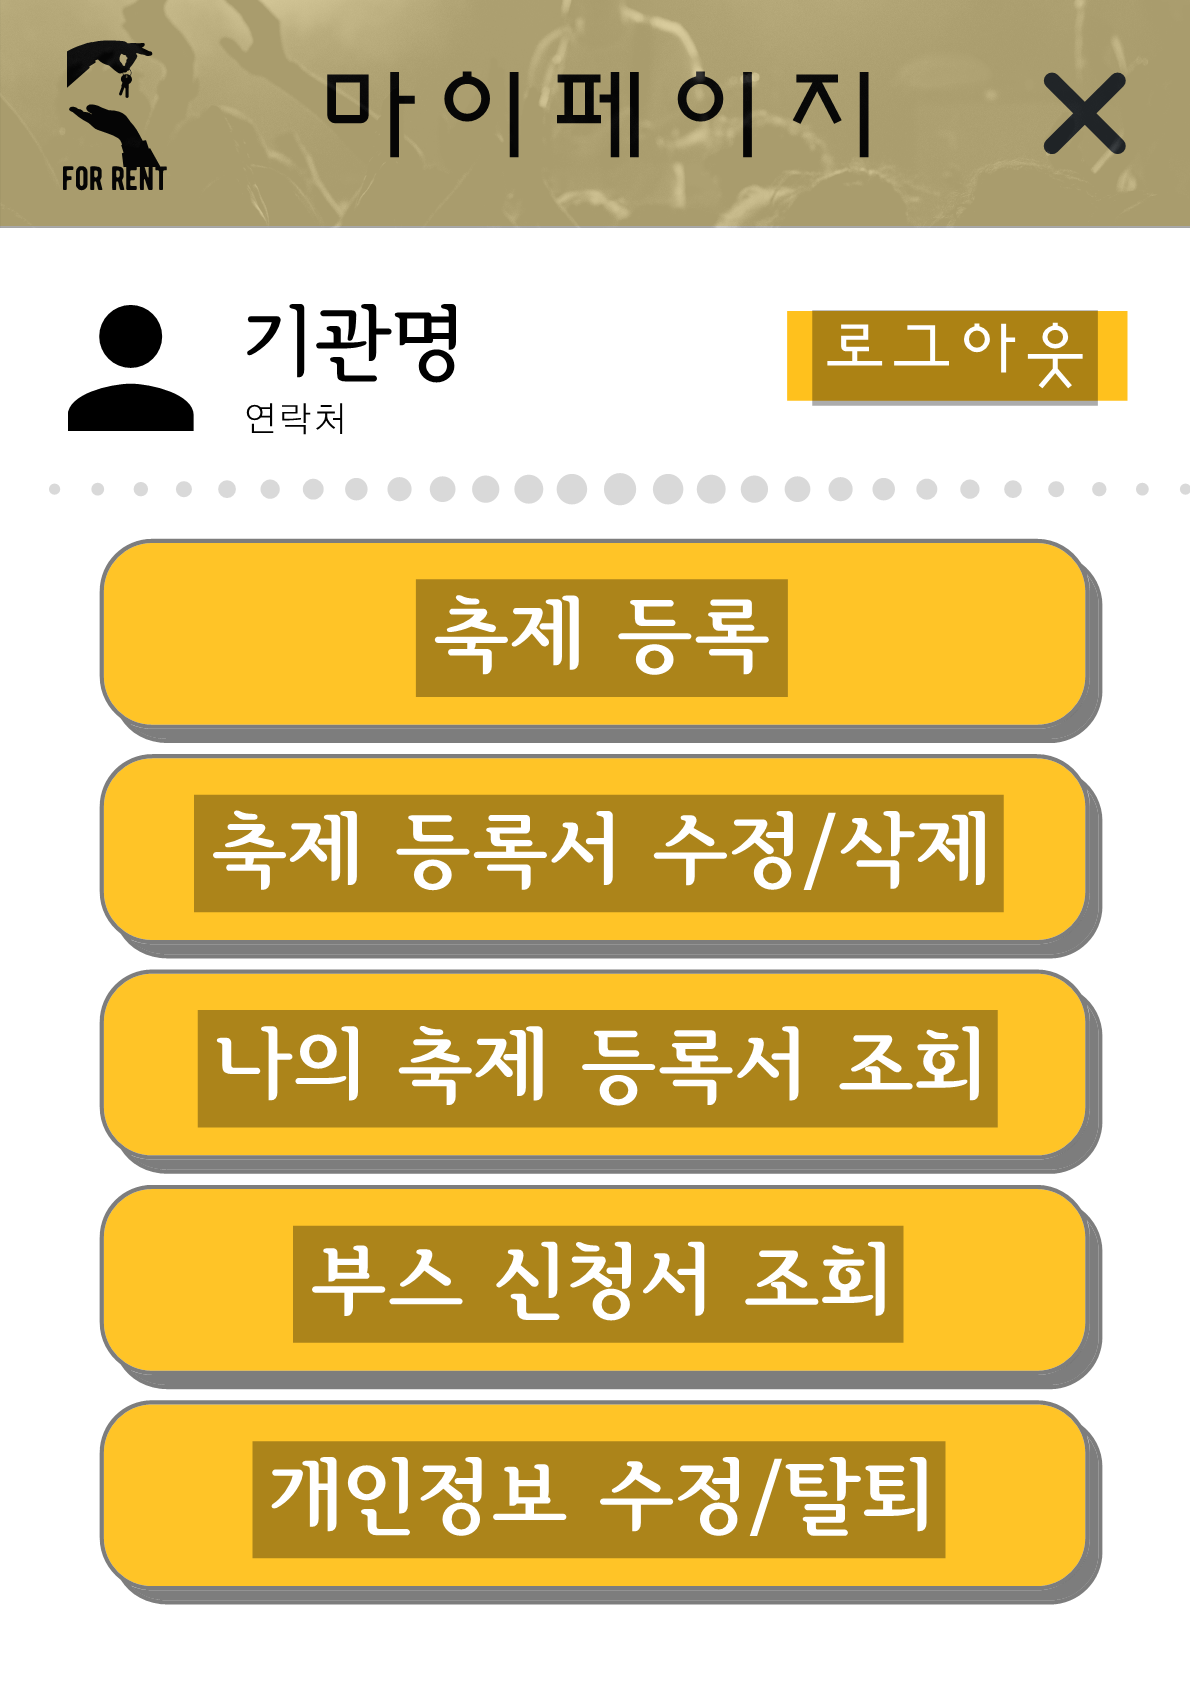 FOR RENT
마이페이지
기관명
연락처
로그아웃
축제 등록
축제 등록서 수정/삭제
나의 축제 등록서 조회
부스 신청서 조회
개인정보 수정/탈퇴